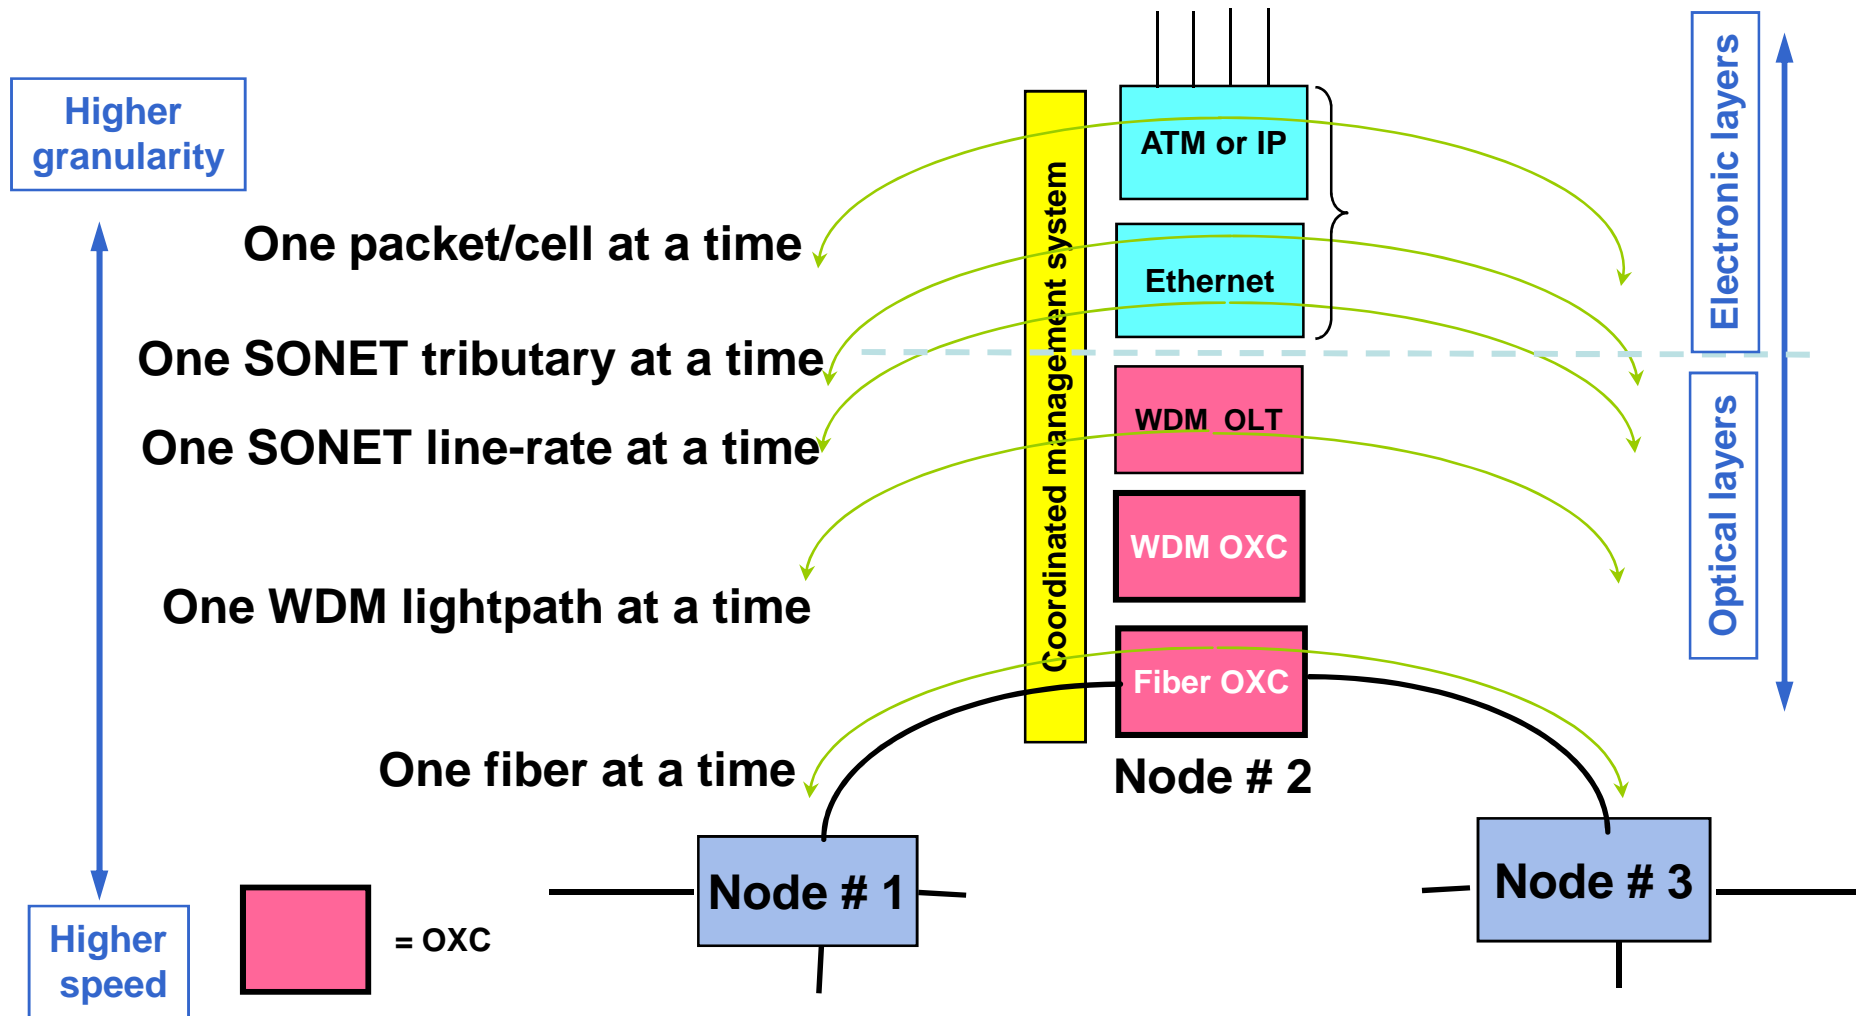 Higher
granularity
One packet/cell at a time
One SONET tributary at a time
One SONET line-rate at a time
One WDM lightpath at a time
One fiber at a time
Higher
speed
= OXC
Coordinated management system
ATM or IP
Ethernet
WDM OLT
WDM OXC
Fiber OXC
Node # 2
Node # 1
Node # 3
Electronic layers
Optical layers